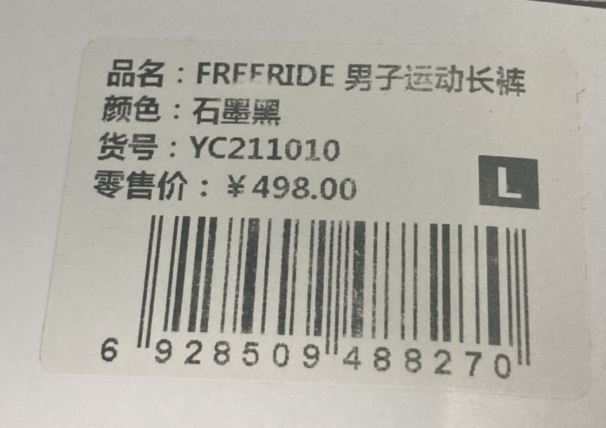 品名：FREERIDE 男子运动长裤
颜色：石墨黑
货号：YC211010
零售价：￥498.00
L
6 928509 488270